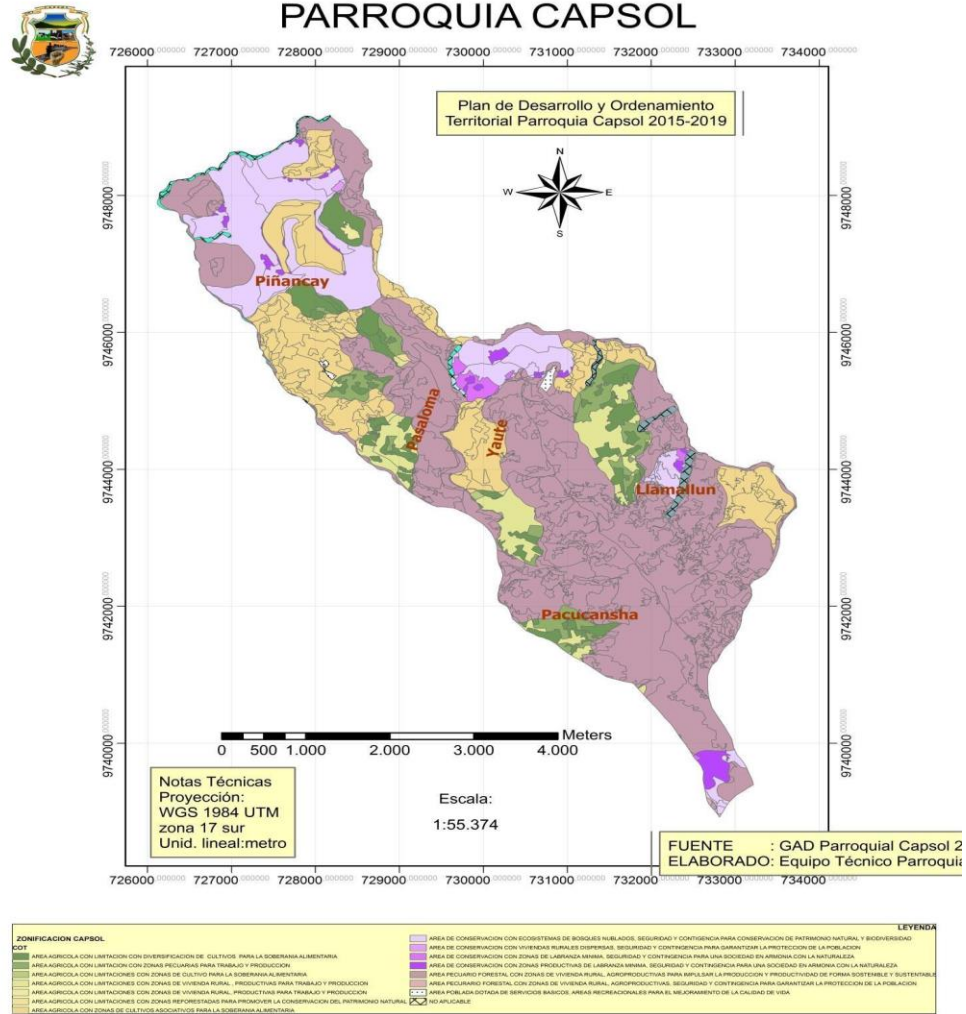 PARROQUIA CAPSOL
726000.000000 727000.000000 728000.000000 729000.000000 730000.000000 731000.000000 732000.000000 733000.000000 734000.000000
Plan de Desarrollo y Ordenamiento
Territorial Parroquia Capsol 2015-2019
N
W E
S
9748000.000000 9748000.000000
Piñancay
9746000.000000 9746000.000000
Pasaloma
Yaute
9744000.000000 9744000.000000
Llamallun
9742000.000000 9742000.000000
Pacucansha
9740000.000000 9740000.000000
Meters
0 500 1.000 2.000 3.000 4.000
Notas Técnicas
Proyección:
WGS 1984 UTM
zona 17 sur
Unid. lineal:metro
Escala:
1:55.374
FUENTE : GAD Parroquial Capsol 2
ELABORADO: Equipo Técnico Parroquia
726000.000000 727000.000000 728000.000000 729000.000000 730000.000000 731000.000000 732000.000000 733000.000000 734000.000000
LEYENDA
ZONIFICACION CAPSOL
COT
AREA AGRICOLA CON LIMITACION CON DIVERSIFICACION DE CULTIVOS PARA LA SOBERANIA ALIMENTARIA
AREA AGRICOLA CON LIMITACION CON ZONAS PECUARIAS PARA TRABAJO Y PRODUCCION
AREA AGRICOLA CON LIMITACIONES CON ZONAS DE CULTIVO PARA LA SOBERANIA ALIMENTARIA
AREA AGRICOLA CON LIMITACIONES CON ZONAS DE VIVIENDA RURAL , PRODUCTIVAS PARA TRABAJO Y PRODUCCION
AREA AGRICOLA CON LIMITACIONES CON ZONAS DE VIVIENDA RURAL ,PRODUCTIVAS PARA TRABAJO Y PRODUCCION
AREA AGRICOLA CON LIMITACIONES CON ZONAS REFORESTADAS PARA PROMOVER LA CONSERVACION DEL PATRIMONIO NATURAL
AREA AGRICOLA CON ZONAS DE CULTIVOS ASOCIATIVOS PARA LA SOBERANIA ALIMENTARIA
AREA DE CONSERVACION CON ECOSISTEMAS DE BOSQUES NUBLADOS, SEGURIDAD Y CONTIGENCIA PARA CONSERVACION DE PATRIMONIO NATURAL Y BIODIVERSIDAD
AREA DE CONSERVACION CON VIVIENDAS RURALES DISPERSAS, SEGURIDAD Y CONTINGENCIA PARA GARANTIZAR LA PROTECCION DE LA POBLACION
AREA DE CONSERVACION CON ZONAS DE LABRANZA MINIMA, SEGURIDAD Y CONTINGENCIA PARA UNA SOCIEDAD EN ARMONIA CON LA NATURALEZA
AREA DE CONSERVACION CON ZONAS PRODUCTIVAS DE LABRANZA MINIMA, SEGURIDAD Y CONTINGENCIA PARA UNA SOCIEDAD EN ARMONIA CON LA NATURALEZA
AREA PECUARIO FORESTAL CON ZONAS DE VIVIENDA RURAL, AGROPRODUCTIVAS PARA IMPULSAR LA PRODUCCION Y PRODUCTIVIDAD DE FORMA SOSTENIBLE Y SUSTENTABLE
AREA PECUARIO FORESTAL CON ZONAS DE VIVIENDA RURAL, AGROPRODUCTIVAS, SEGURIDAD Y CONTINGENCIA PARA GARANTIZAR LA PROTECCION DE LA POBLACION
AREA POBLADA DOTADA DE SERVICIOS BASICOS, AREAS RECREACIONALES PARA EL MEJORAMIENTO DE LA CALIDAD DE VIDA
NO APLICABLE